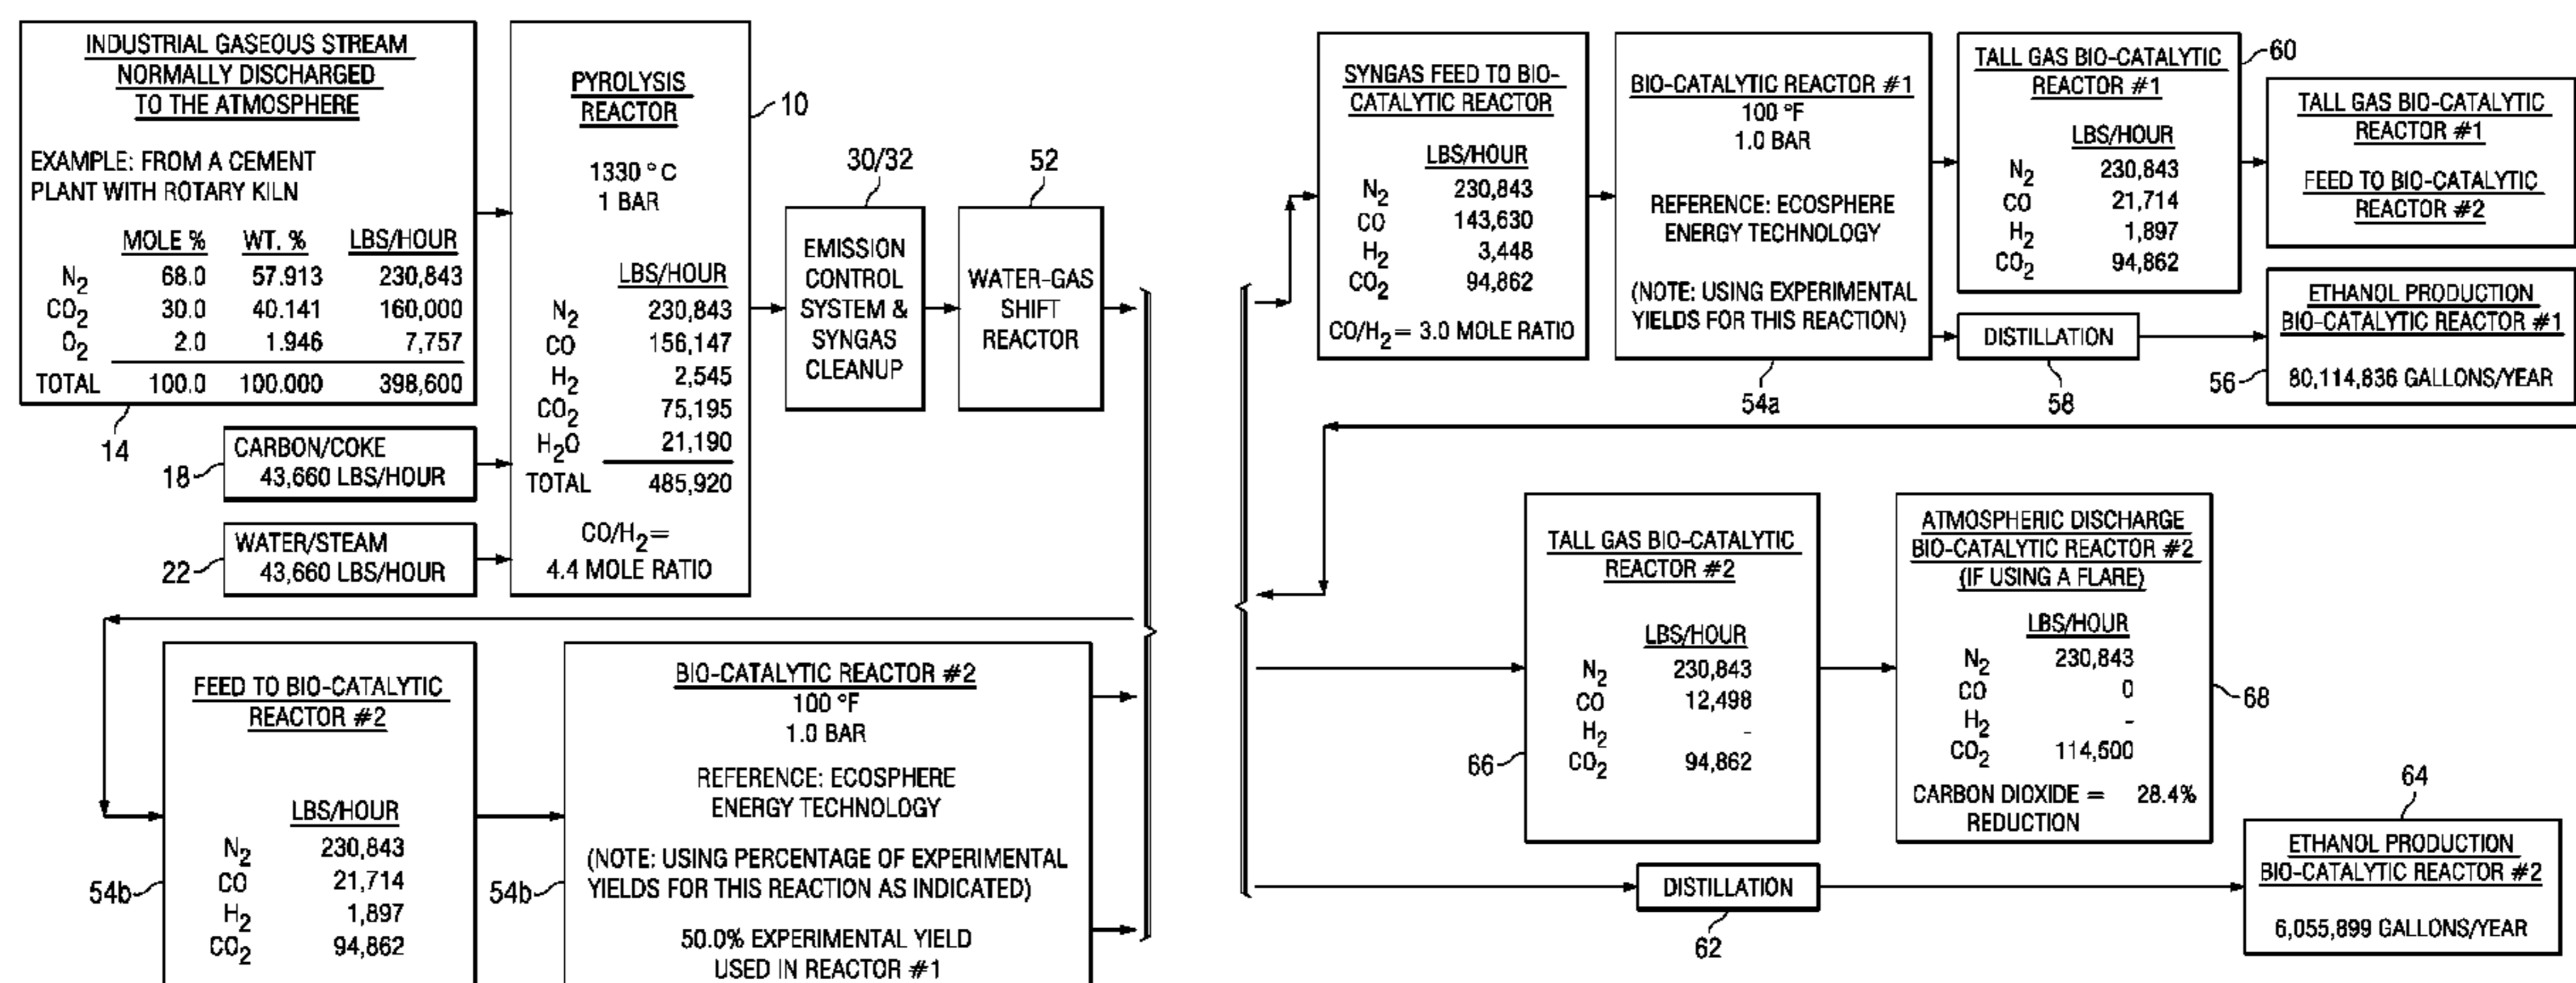 INDUSTRIAL GASEOUS STREAM
NORMALLY DISCHARGED
TO THE ATMOSPHERE
EXAMPLE: FROM A CEMENT
PLANT WITH ROTARY KILN
MOLE % WT. % LBS/HOUR
N2 68.0 57.913 230,843
CO2 30.0 40.141 160,000
O2 2.0 1.946 7,757
TOTAL 100.0 100.000 398,600
14
18
CARBON/COKE
43,660 LBS/HOUR
22
WATER/STEAM
43,660 LBS/HOUR
PYROLYSIS
REACTOR
10
1330 °C
1 BAR
LBS/HOUR
N2 230,843
CO 156,147
H2 2,545
CO2 75,195
H2O 21,190
TOTAL 485,920
CO/H2=
4.4 MOLE RATIO
30/32
EMISSION
CONTROL
SYSTEM &
SYNGAS
CLEANUP
52
WATER-GAS
SHIFT
REACTOR
SYNGAS FEED TO BIO-
CATALYTIC REACTOR
LBS/HOUR
N2 230,843
CO 143,630
H2 3,448
CO2 94,862
CO/H2= 3.0 MOLE RATIO
BIO-CATALYTIC REACTOR #1
100 °F
1.0 BAR
REFERENCE: ECOSPHERE
ENERGY TECHNOLOGY
(NOTE: USING EXPERIMENTAL
YIELDS FOR THIS REACTION)
54a
TALL GAS BIO-CATALYTIC
REACTOR #1
60
LBS/HOUR
N2 230,843
CO 21,714
H2 1,897
CO2 94,862
DISTILLATION
58
TALL GAS BIO-CATALYTIC
REACTOR #1
FEED TO BIO-CATALYTIC
REACTOR #2
ETHANOL PRODUCTION
BIO-CATALYTIC REACTOR #1
56
80,114,836 GALLONS/YEAR
FEED TO BIO-CATALYTIC
REACTOR #2
LBS/HOUR
N2 230,843
CO 21,714
H2 1,897
CO2 94,862
54b
BIO-CATALYTIC REACTOR #2
100 °F
1.0 BAR
REFERENCE: ECOSPHERE
ENERGY TECHNOLOGY
(NOTE: USING PERCENTAGE OF EXPERIMENTAL
YIELDS FOR THIS REACTION AS INDICATED)
50.0% EXPERIMENTAL YIELD
USED IN REACTOR #1
54b
TALL GAS BIO-CATALYTIC
REACTOR #2
LBS/HOUR
N2 230,843
CO 12,498
H2 -
CO2 94,862
66
ATMOSPHERIC DISCHARGE
BIO-CATALYTIC REACTOR #2
(IF USING A FLARE)
LBS/HOUR
N2 230,843
CO 0
H2 -
CO2 114,500
CARBON DIOXIDE = 28.4%
REDUCTION
68
DISTILLATION
62
64
ETHANOL PRODUCTION
BIO-CATALYTIC REACTOR #2
6,055,899 GALLONS/YEAR